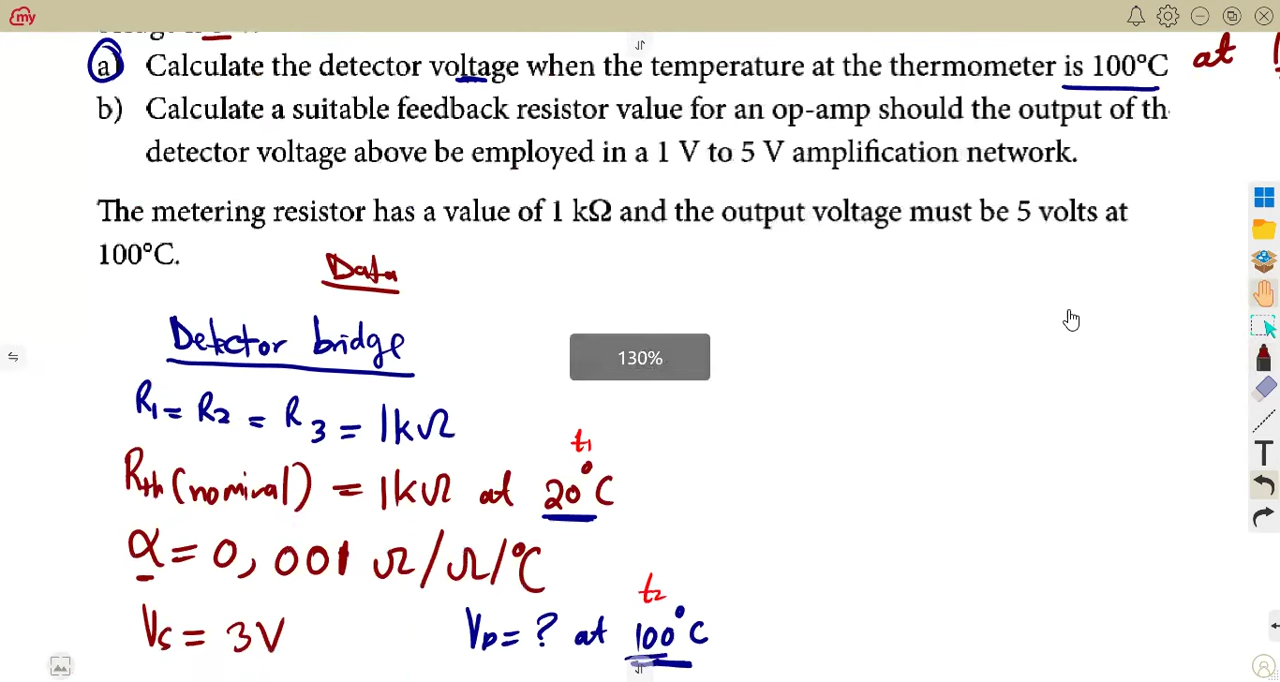 my
a) Calculate the detector voltage when the temperature at the thermometer is 100°C at
b) Calculate a suitable feedback resistor value for an op-amp should the output of th
detector voltage above be employed in a 1 V to 5 V amplification network.
The metering resistor has a value of 1 kΩ and the output voltage must be 5 volts at
100°C.
Data
Detector bridge
130%
R1 = R2 = R3 = 1kΩ
t1
Rth (nominal) = 1kΩ at 20°C
α = 0,001 Ω/Ω/°C
t2
Vs = 3V VD = ? at 100°C
T